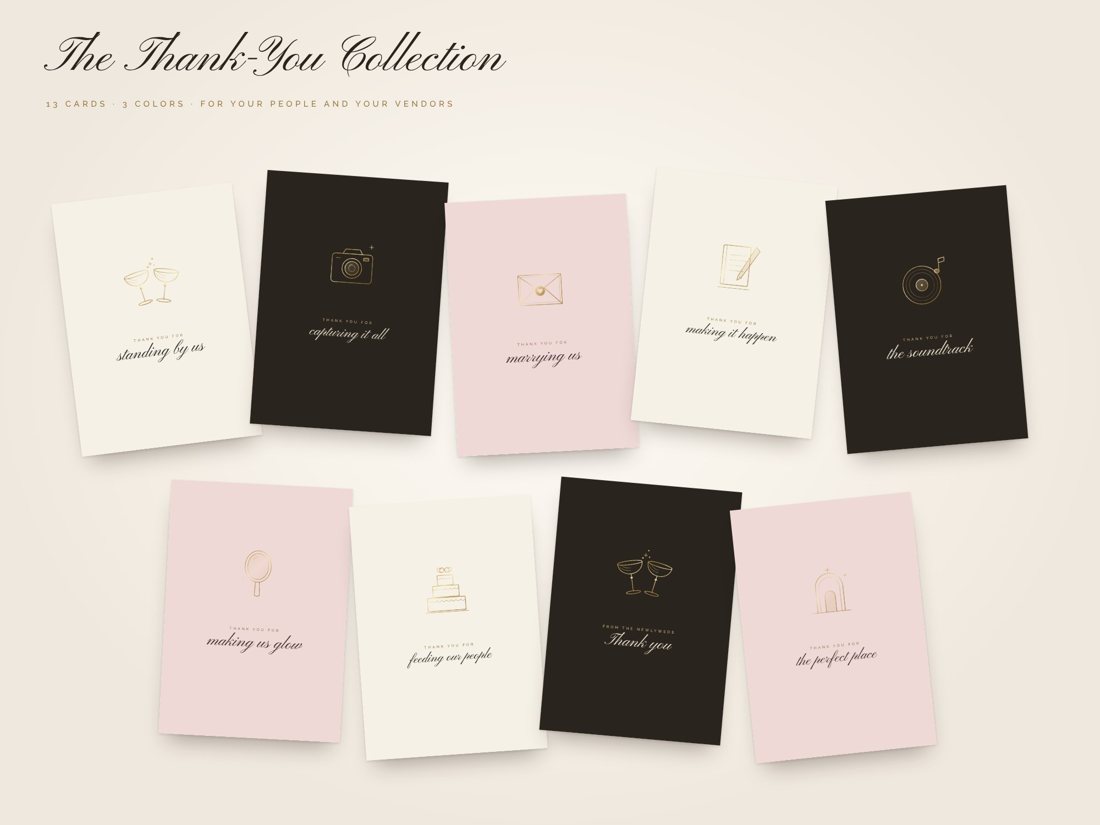 The Thank-You Collection
13 CARDS · 3 COLORS · FOR YOUR PEOPLE AND YOUR VENDORS
THANK YOU FOR
standing by us
THANK YOU FOR
capturing it all
THANK YOU FOR
marrying us
THANK YOU FOR
making it happen
THANK YOU FOR
the soundtrack
THANK YOU FOR
making us glow
THANK YOU FOR
feeding our people
FROM THE NEWLYWEDS
Thank you
THANK YOU FOR
the perfect place